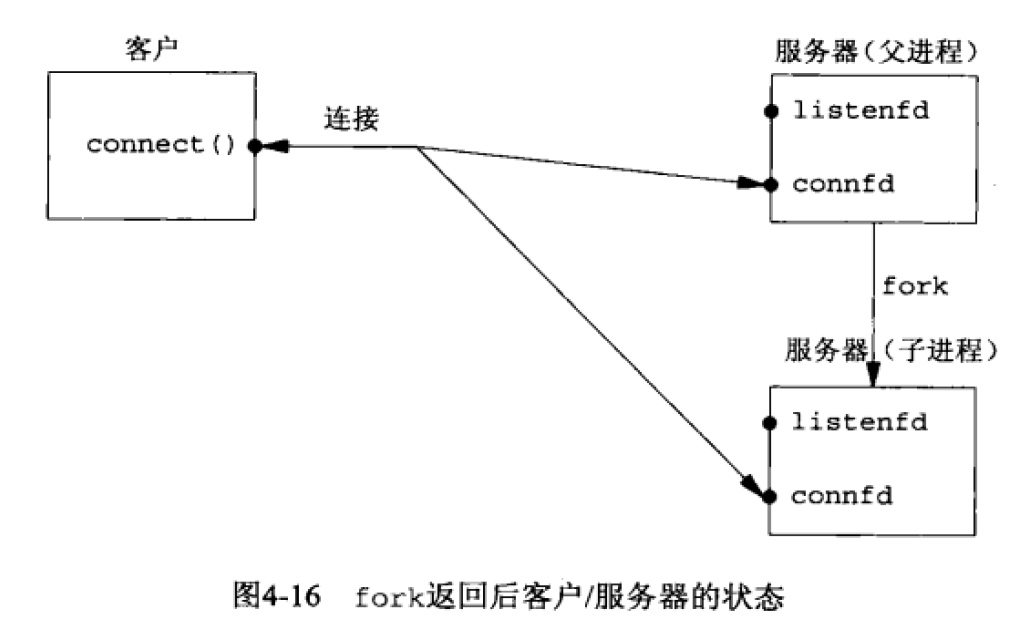 客户
服务器(父进程)
连接
listenfd
connect()
connfd
fork
服务器(子进程)
listenfd
connfd
图4-16 fork返回后客户/服务器的状态